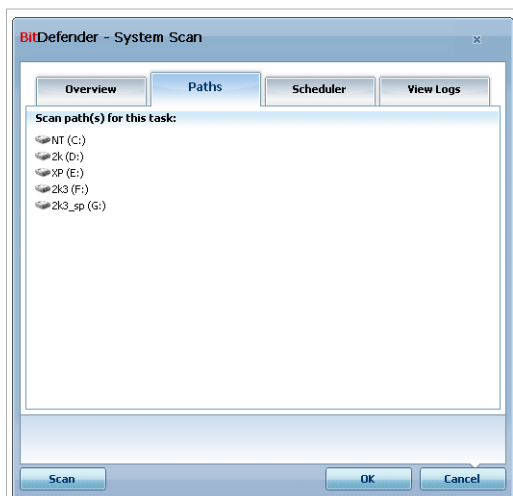 BitDefender - System Scan
x
Overview Paths Scheduler View Logs
Scan path(s) for this task:
NT (C:)
2k (D:)
XP (E:)
2k3 (F:)
2k3_sp (G:)
Scan OK Cancel